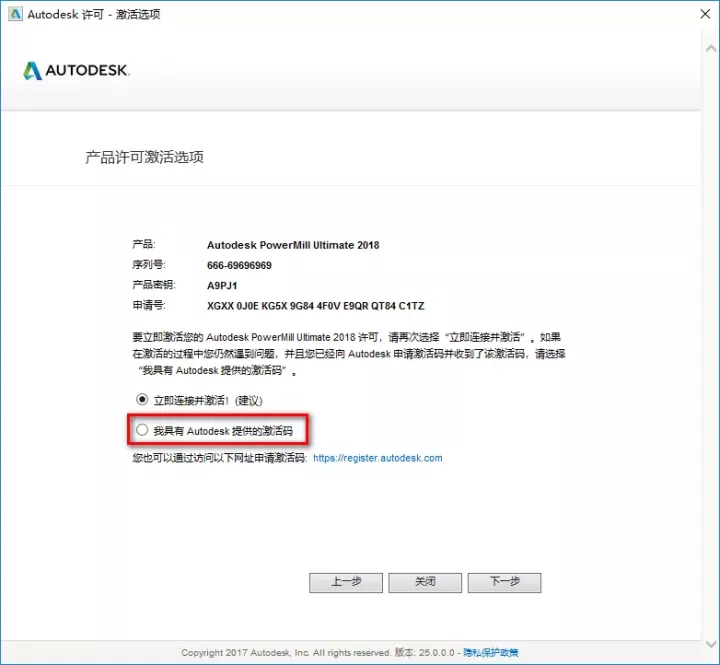 Autodesk 许可 - 激活选项
AUTODESK.
产品许可激活选项
产品: Autodesk PowerMill Ultimate 2018
序列号: 666-69696969
产品密钥: A9PJ1
申请号: XGXX 0J0E KG5X 9G84 4F0V E9QR QT84 C1TZ
要立即激活您的 Autodesk PowerMill Ultimate 2018 许可，请再次选择“立即连接并激活”。如果
在激活的过程中您仍然遇到问题，并且您已经向 Autodesk 申请激活码并收到了该激活码，请选择
“我具有 Autodesk 提供的激活码”。
立即连接并激活! (建议)
我具有 Autodesk 提供的激活码
您也可以通过访问以下网址申请激活码: https://register.autodesk.com
上一步 关闭 下一步
Copyright 2017 Autodesk, Inc. All rights reserved. 版本: 25.0.0.0 - 隐私保护政策